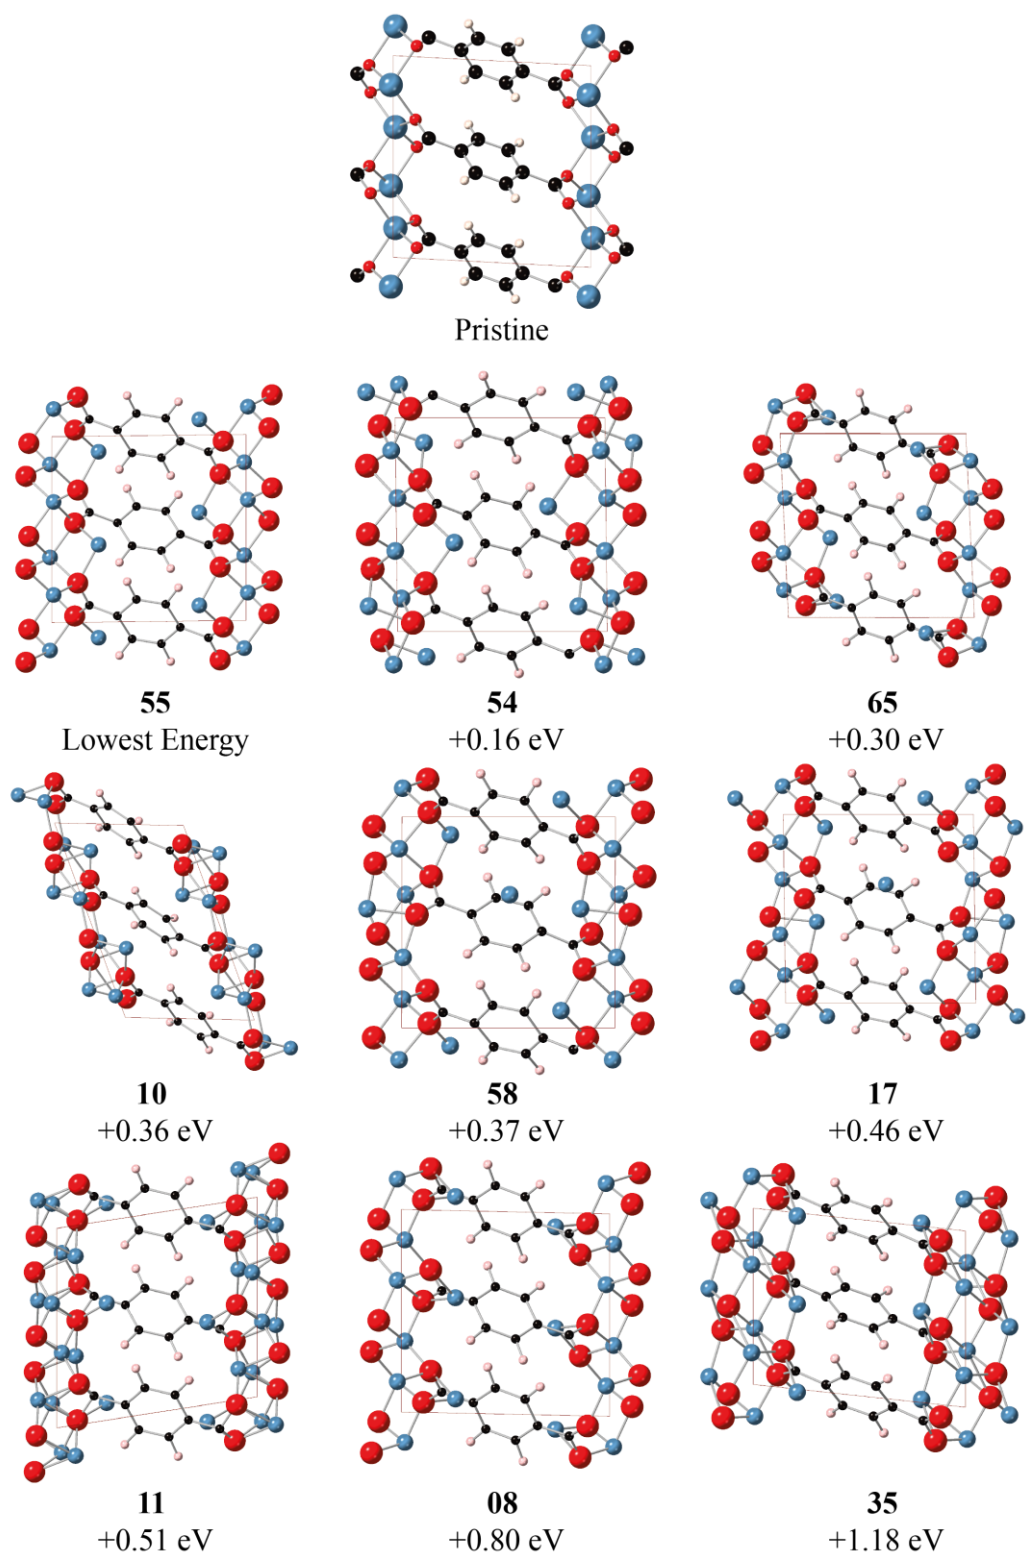 Pristine
55 54 65
Lowest Energy +0.16 eV +0.30 eV
10 58 17
+0.36 eV +0.37 eV +0.46 eV
11 08 35
+0.51 eV +0.80 eV +1.18 eV